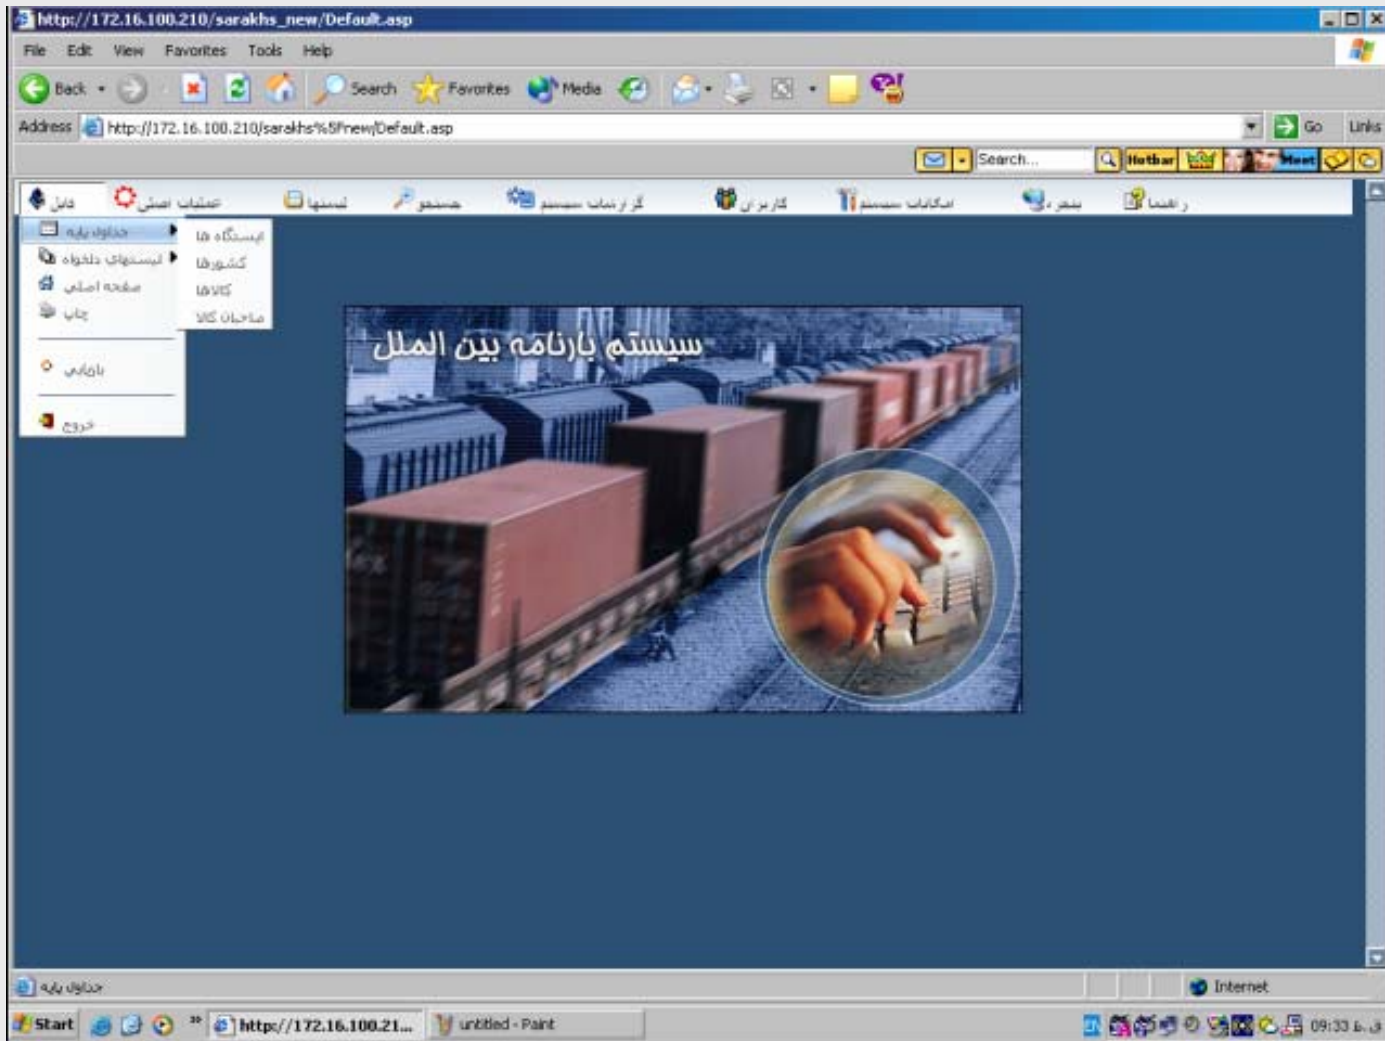 http://172.16.100.210/sarakhs_new/Default.asp
File Edit View Favorites Tools Help
Back Search Favorites Media
Address http://172.16.100.210/sarakhs%5Fnew/Default.asp Go Links
Search... Hotbar Meet
فایل عملیات اصلی لیستها جستجو گزارشات سیستم کاربران امکانات سیستم پنجره راهنما
جداول پایه
لیستهای دلخواه
صفحه اصلی
چاپ
بازیابی
خروج
ایستگاه ها
کشورها
کالاها
صاحبان کالا
سیستم بارنامه بین الملل
جداول پایه Internet
Start http://172.16.100.21... untitled - Paint EN 09:33 ق.ظ